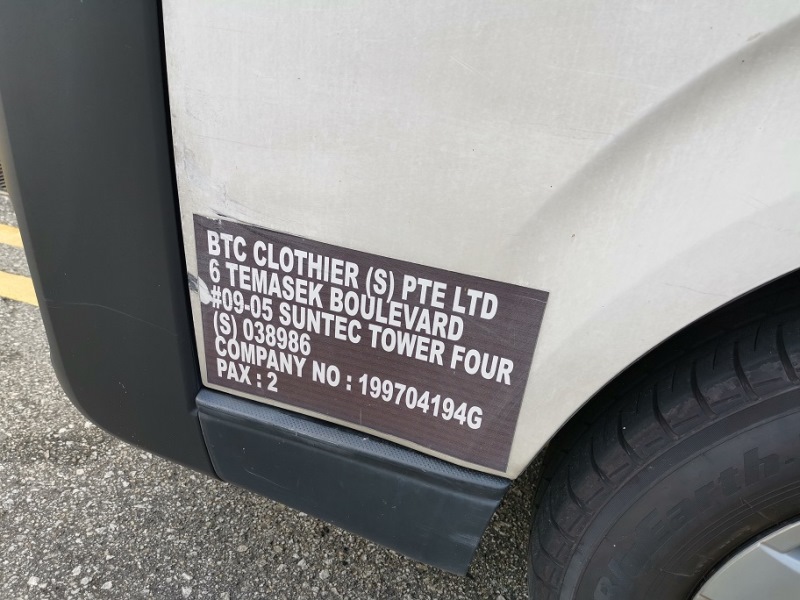 BTC CLOTHIER (S) PTE LTD
6 TEMASEK BOULEVARD
#09-05 SUNTEC TOWER FOUR
(S) 038986
COMPANY NO : 199704194G
PAX : 2